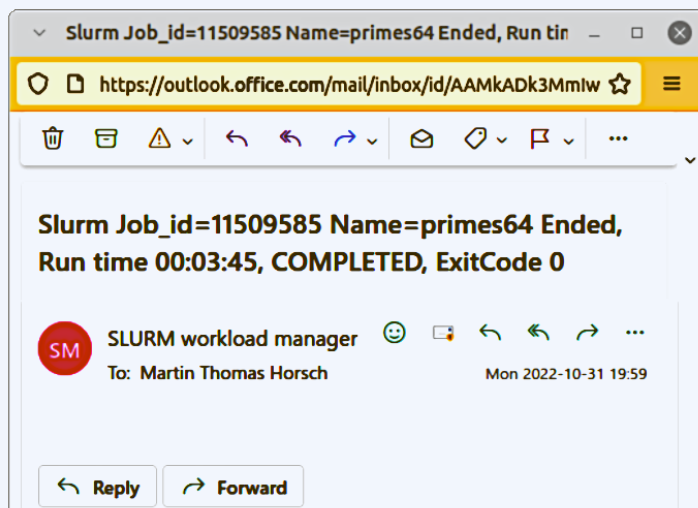 Slurm Job_id=11509585 Name=primes64 Ended, Run tin
https://outlook.office.com/mail/inbox/id/AAMkADk3MmIw
Slurm Job_id=11509585 Name=primes64 Ended,
Run time 00:03:45, COMPLETED, ExitCode 0
SM
SLURM workload manager
To: Martin Thomas Horsch
Mon 2022-10-31 19:59
Reply
Forward